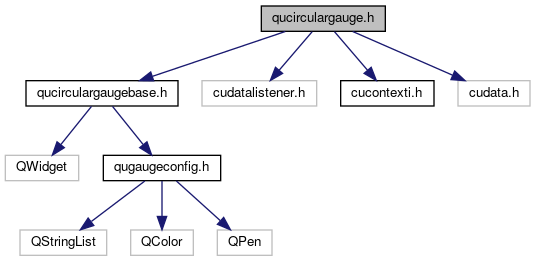 qucirculargauge.h
qucirculargaugebase.h
cudatalistener.h
cucontexti.h
cudata.h
QWidget
qugaugeconfig.h
QStringList
QColor
QPen